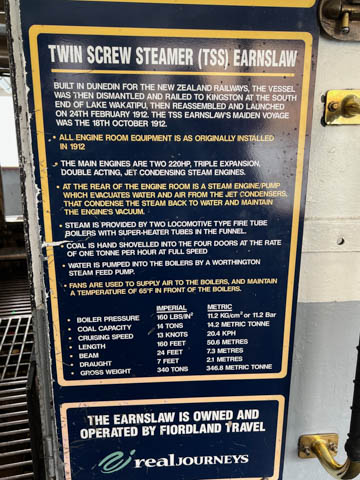 TWIN SCREW STEAMER (TSS) EARNSLAW
BUILT IN DUNEDIN FOR THE NEW ZEALAND RAILWAYS, THE VESSEL
WAS THEN DISMANTLED AND RAILED TO KINGSTON AT THE SOUTH
END OF LAKE WAKATIPU, THEN REASSEMBLED AND LAUNCHED
ON 24TH FEBRUARY 1912. THE TSS EARNSLAW'S MAIDEN VOYAGE
WAS THE 18TH OCTOBER 1912.
• ALL ENGINE ROOM EQUIPMENT IS AS ORIGINALLY INSTALLED
IN 1912
• THE MAIN ENGINES ARE TWO 220HP, TRIPLE EXPANSION,
DOUBLE ACTING, JET CONDENSING STEAM ENGINES.
• AT THE REAR OF THE ENGINE ROOM IS A STEAM ENGINE/PUMP
WHICH EVACUATES WATER AND AIR FROM THE JET CONDENSERS,
THAT CONDENSE THE STEAM BACK TO WATER AND MAINTAIN
THE ENGINE'S VACUUM.
• STEAM IS PROVIDED BY TWO LOCOMOTIVE TYPE FIRE TUBE
BOILERS WITH SUPER-HEATER TUBES IN THE FUNNEL.
• COAL IS HAND SHOVELLED INTO THE FOUR DOORS AT THE RATE
OF ONE TONNE PER HOUR AT FULL SPEED
• WATER IS PUMPED INTO THE BOILERS BY A WORTHINGTON
STEAM FEED PUMP.
• FANS ARE USED TO SUPPLY AIR TO THE BOILERS, AND MAINTAIN
A TEMPERATURE OF 65°F IN FRONT OF THE BOILERS.
IMPERIAL METRIC
• BOILER PRESSURE 160 LBS/IN² 11.2 KG/cm² or 11.2 Bar
• COAL CAPACITY 14 TONS 14.2 METRIC TONNE
• CRUISING SPEED 13 KNOTS 20.4 KPH
• LENGTH 160 FEET 50.6 METRES
• BEAM 24 FEET 7.3 METRES
• DRAUGHT 7 FEET 2.1 METRES
• GROSS WEIGHT 340 TONS 346.8 METRIC TONNE
THE EARNSLAW IS OWNED AND
OPERATED BY FIORDLAND TRAVEL
realJOURNEYS